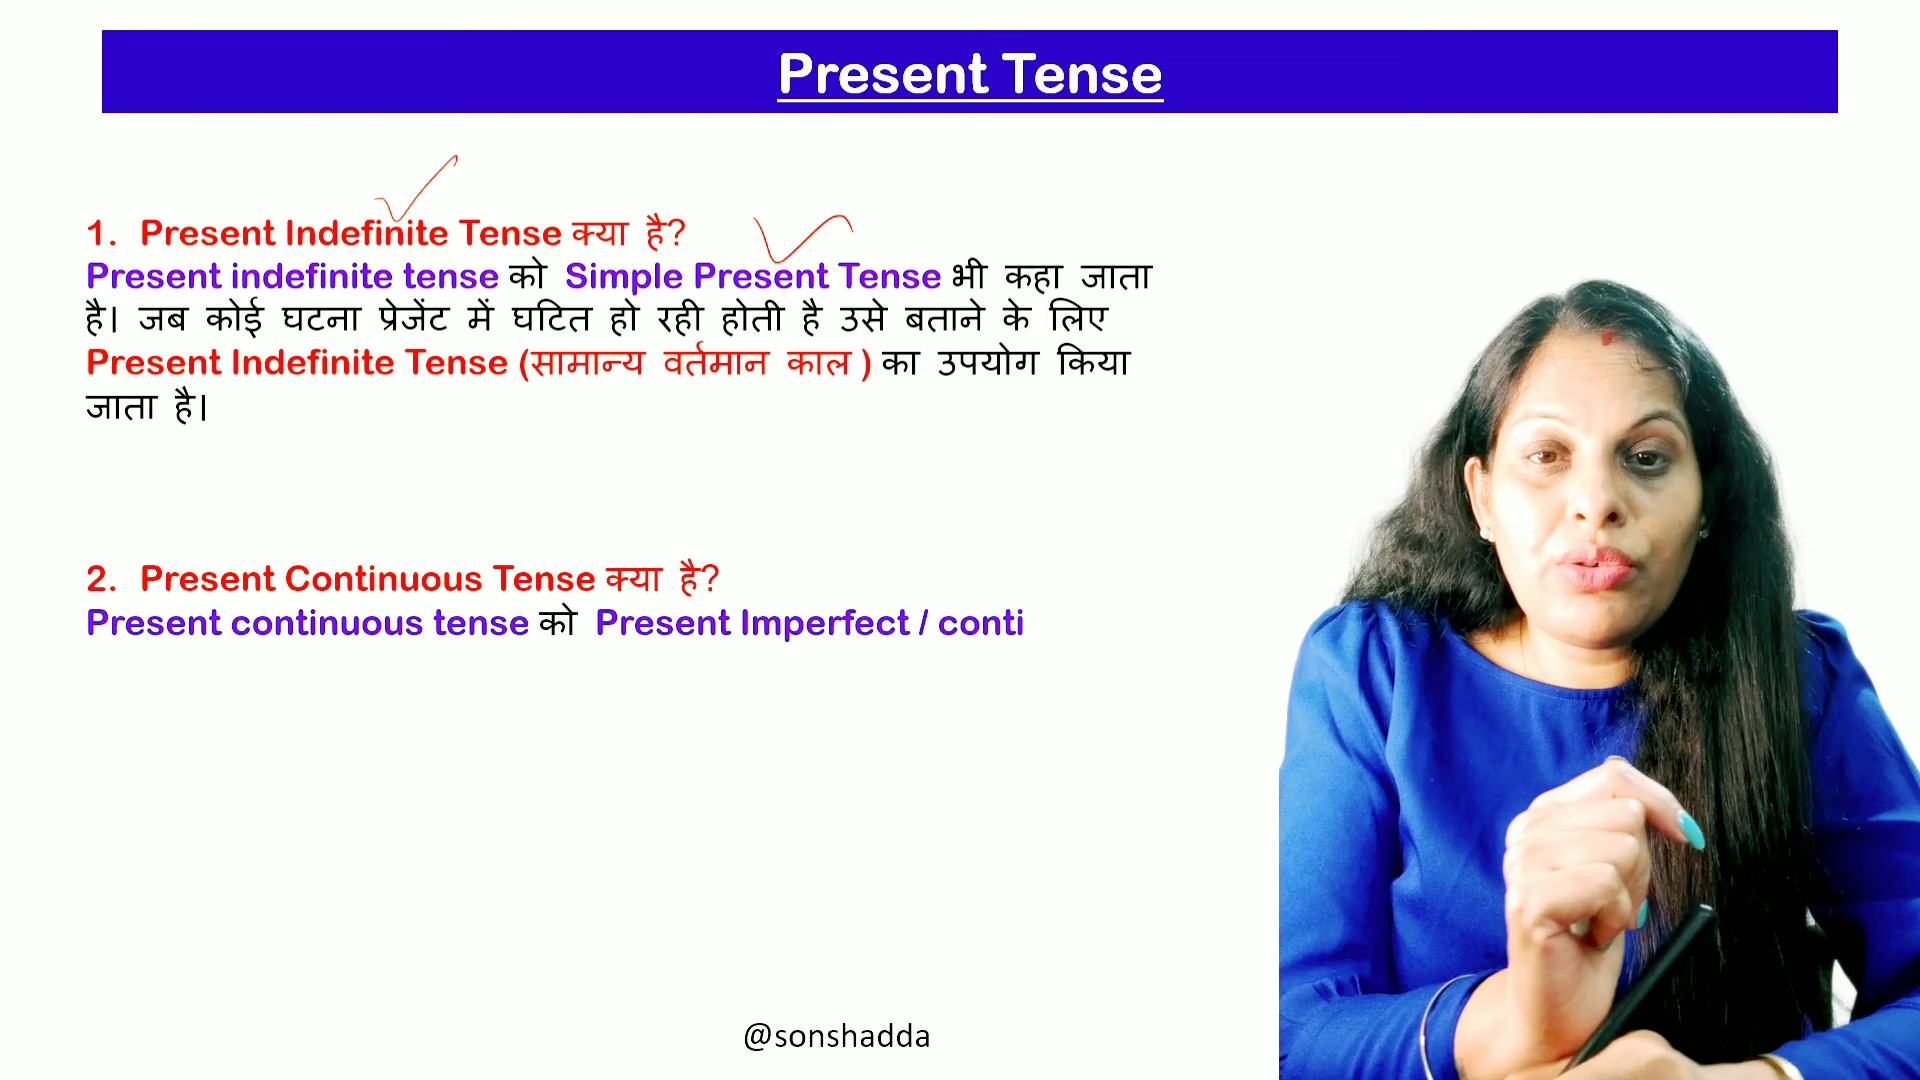 Present Tense
1. Present Indefinite Tense क्या है?
Present indefinite tense को Simple Present Tense भी कहा जाता
है। जब कोई घटना प्रेजेंट में घटित हो रही होती है उसे बताने के लिए
Present Indefinite Tense (सामान्य वर्तमान काल ) का उपयोग किया
जाता है।
2. Present Continuous Tense क्या है?
Present continuous tense को Present Imperfect / conti
@sonshadda